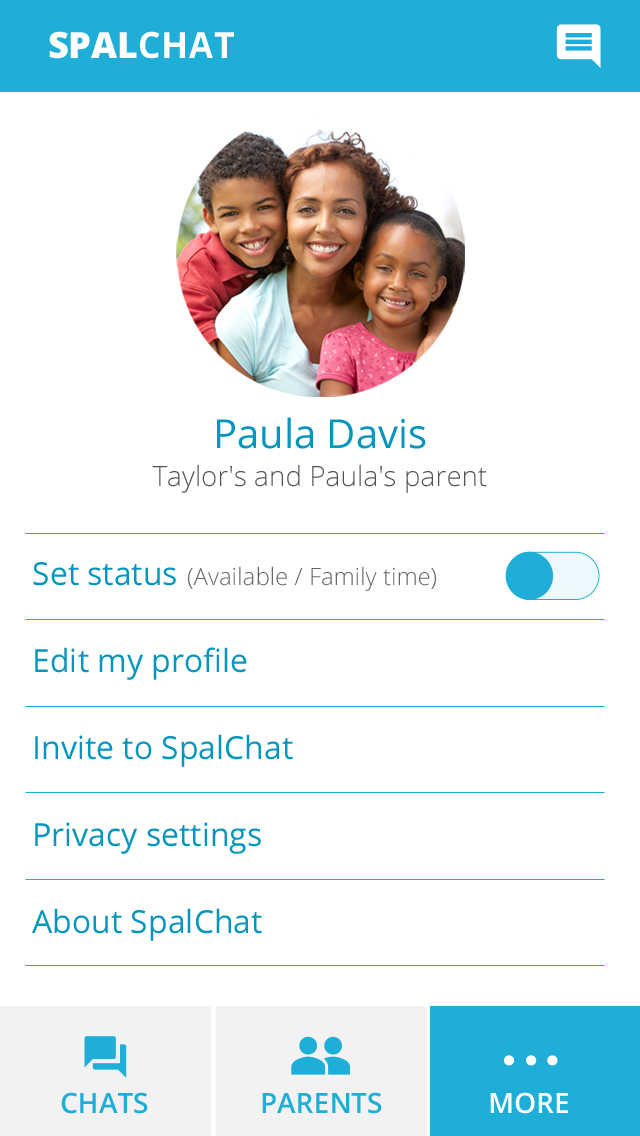 SPALCHAT
Paula Davis
Taylor's and Paula's parent
Set status (Available / Family time)
Edit my profile
Invite to SpalChat
Privacy settings
About SpalChat
CHATS PARENTS MORE